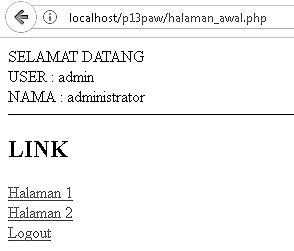 localhost/p13paw/halaman_awal.php
SELAMAT DATANG
USER : admin
NAMA : administrator
LINK
Halaman 1
Halaman 2
Logout